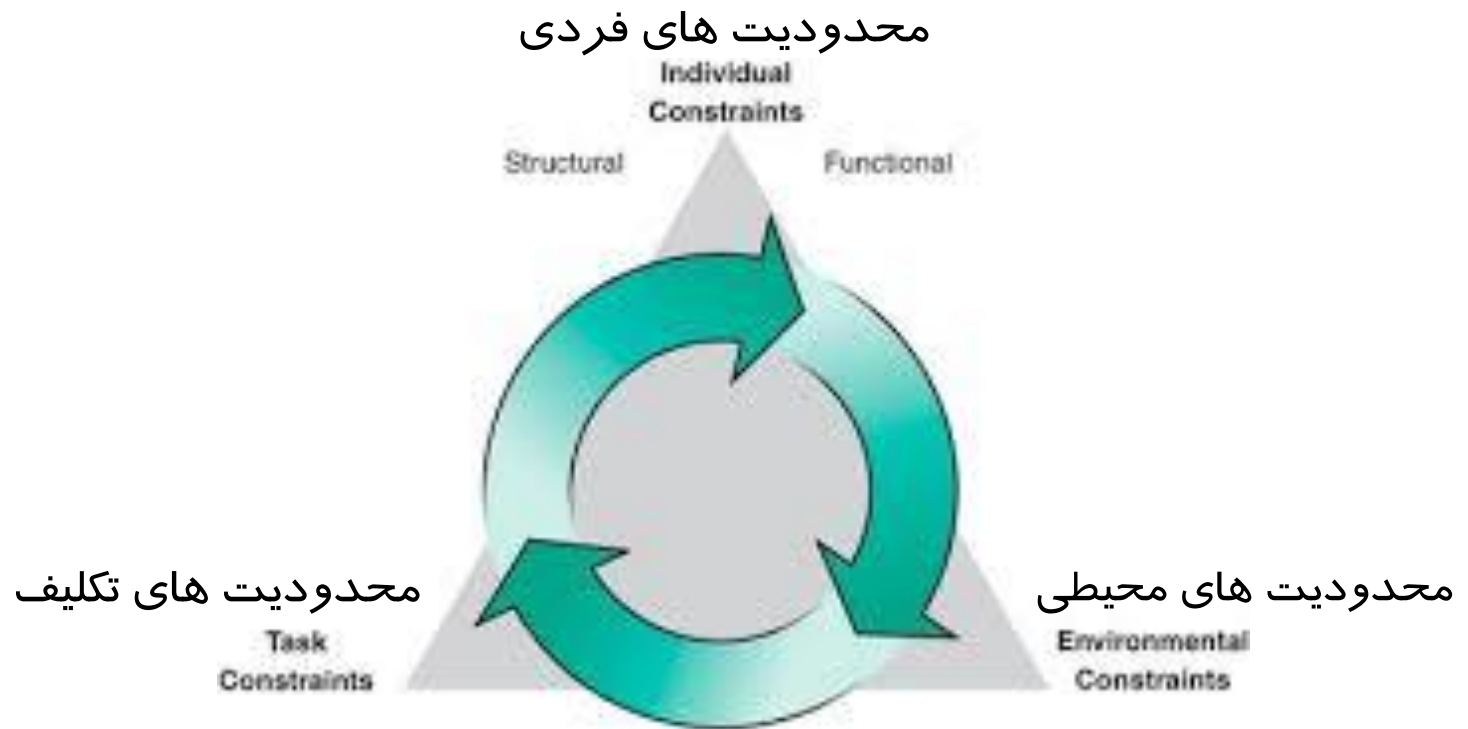 محدودیت های فردی
Individual
Constraints
Structural
Functional
محدودیت های تکلیف
Task
Constraints
محدودیت های محیطی
Environmental
Constraints